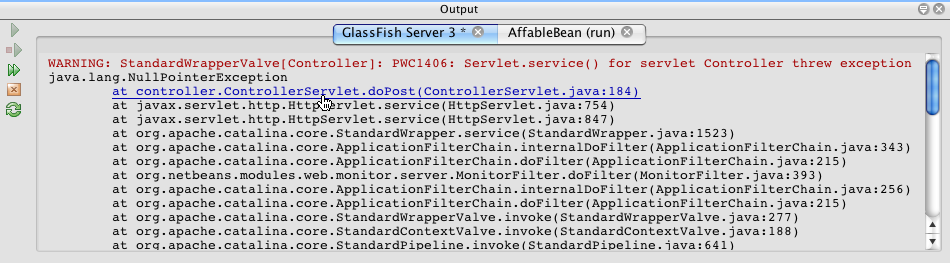 Output
GlassFish Server 3 * AffableBean (run)
WARNING: StandardWrapperValve[Controller]: PWC1406: Servlet.service() for servlet Controller threw exception
java.lang.NullPointerException
at controller.ControllerServlet.doPost(ControllerServlet.java:184)
at javax.servlet.http.HttpServlet.service(HttpServlet.java:754)
at javax.servlet.http.HttpServlet.service(HttpServlet.java:847)
at org.apache.catalina.core.StandardWrapper.service(StandardWrapper.java:1523)
at org.apache.catalina.core.ApplicationFilterChain.internalDoFilter(ApplicationFilterChain.java:343)
at org.apache.catalina.core.ApplicationFilterChain.doFilter(ApplicationFilterChain.java:215)
at org.netbeans.modules.web.monitor.server.MonitorFilter.doFilter(MonitorFilter.java:393)
at org.apache.catalina.core.ApplicationFilterChain.internalDoFilter(ApplicationFilterChain.java:256)
at org.apache.catalina.core.ApplicationFilterChain.doFilter(ApplicationFilterChain.java:215)
at org.apache.catalina.core.StandardWrapperValve.invoke(StandardWrapperValve.java:277)
at org.apache.catalina.core.StandardContextValve.invoke(StandardContextValve.java:188)
at org.apache.catalina.core.StandardPipeline.invoke(StandardPipeline.java:641)